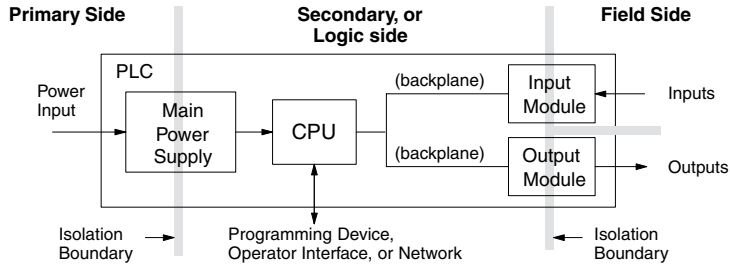 Primary Side
Secondary, or
Logic side
Field Side
PLC
Power
Input
Main
Power
Supply
CPU
(backplane)
(backplane)
Input
Module
Inputs
Output
Module
Outputs
Isolation
Boundary
Programming Device,
Operator Interface, or Network
Isolation
Boundary